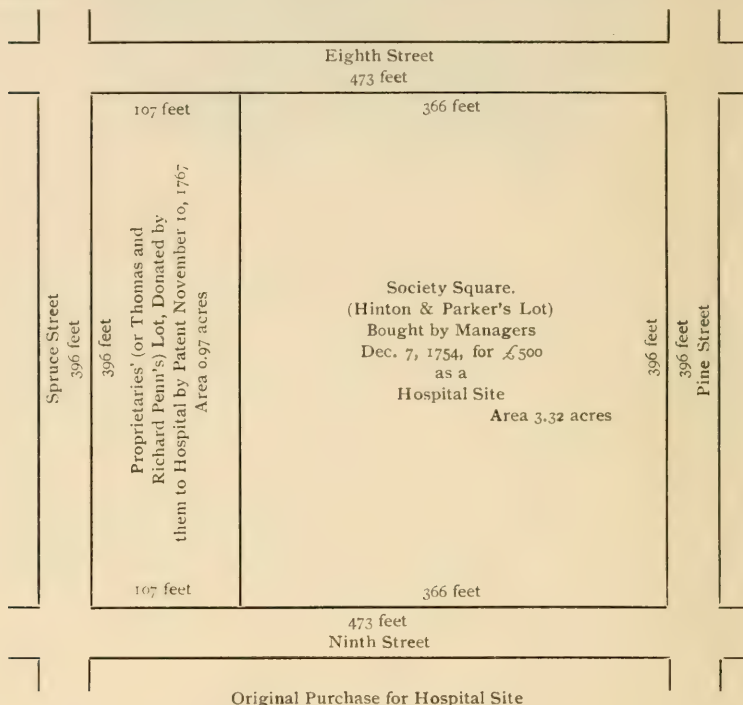 Eighth Street
473 feet
107 feet
366 feet
Spruce Street
396 feet
396 feet
Proprietaries' (or Thomas and
Richard Penn's) Lot, Donated by
them to Hospital by Patent November 10, 1767
Area 0.97 acres
Society Square.
(Hinton & Parker's Lot)
Bought by Managers
Dec. 7, 1754, for £500
as a
Hospital Site
Area 3.32 acres
396 feet
396 feet
Pine Street
107 feet
366 feet
473 feet
Ninth Street
Original Purchase for Hospital Site